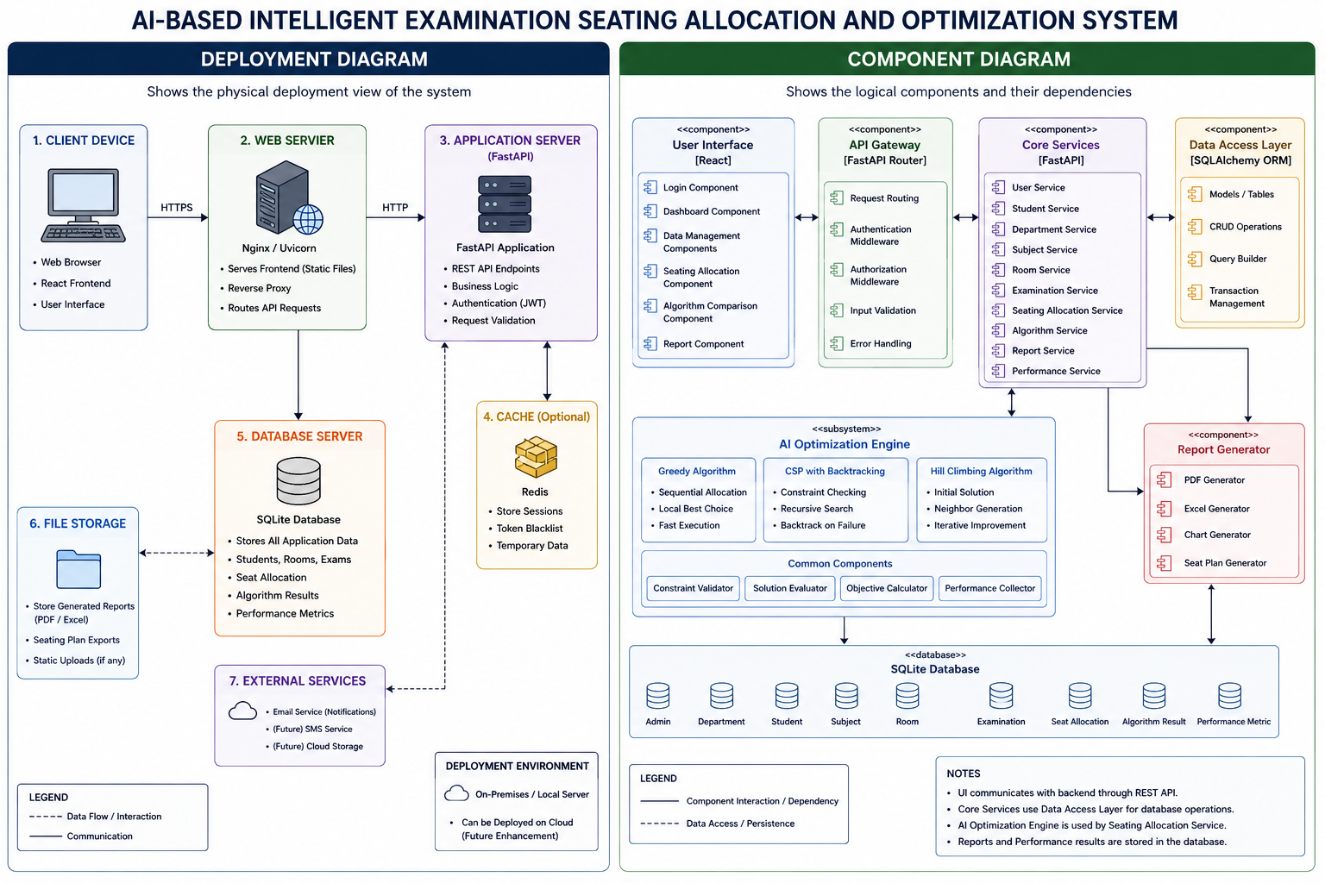 AI-BASED INTELLIGENT EXAMINATION SEATING ALLOCATION AND OPTIMIZATION SYSTEM
DEPLOYMENT DIAGRAM
Shows the physical deployment view of the system
1. CLIENT DEVICE
• Web Browser
• React Frontend
• User Interface
HTTPS
2. WEB SERVIER
Nginx / Uvicorn
• Serves Frontend (Static Files)
• Reverse Proxy
• Routes API Requests
HTTP
3. APPLICATION SERVER
(FastAPI)
FastAPI Application
• REST API Endpoints
• Business Logic
• Authentication (JWT)
• Request Validation
4. CACHE (Optional)
Redis
• Store Sessions
• Token Blacklist
• Temporary Data
5. DATABASE SERVER
SQLite Database
• Stores All Application Data
• Students, Rooms, Exams
• Seat Allocation
• Algorithm Results
• Performance Metrics
6. FILE STORAGE
• Store Generated Reports
(PDF / Excel)
• Seating Plan Exports
• Static Uploads (if any)
7. EXTERNAL SERVICES
• Email Service (Notifications)
• (Future) SMS Service
• (Future) Cloud Storage
DEPLOYMENT ENVIRONMENT
On-Premises / Local Server
• Can be Deployed on Cloud
(Future Enhancement)
LEGEND
Data Flow / Interaction
Communication
COMPONENT DIAGRAM
Shows the logical components and their dependencies
<<component>>
User Interface
[React]
Login Component
Dashboard Component
Data Management
Components
Seating Allocation
Component
Algorithm Comparison
Component
Report Component
<<component>>
API Gateway
[FastAPI Router]
Request Routing
Authentication
Middleware
Authorization
Middleware
Input Validation
Error Handling
<<component>>
Core Services
[FastAPI]
User Service
Student Service
Department Service
Subject Service
Room Service
Examination Service
Seating Allocation Service
Algorithm Service
Report Service
Performance Service
<<component>>
Data Access Layer
[SQLAlchemy ORM]
Models / Tables
CRUD Operations
Query Builder
Transaction
Management
<<subsystem>>
AI Optimization Engine
Greedy Algorithm
• Sequential Allocation
• Local Best Choice
• Fast Execution
CSP with Backtracking
• Constraint Checking
• Recursive Search
• Backtrack on Failure
Hill Climbing Algorithm
• Initial Solution
• Neighbor Generation
• Iterative Improvement
Common Components
Constraint Validator
Solution Evaluator
Objective Calculator
Performance Collector
<<component>>
Report Generator
PDF Generator
Excel Generator
Chart Generator
Seat Plan Generator
<<database>>
SQLite Database
Admin
Department
Student
Subject
Room
Examination
Seat Allocation
Algorithm Result
Performance Metric
LEGEND
Component Interaction / Dependency
Data Access / Persistence
NOTES
• UI communicates with backend through REST API.
• Core Services use Data Access Layer for database operations.
• AI Optimization Engine is used by Seating Allocation Service.
• Reports and Performance results are stored in the database.